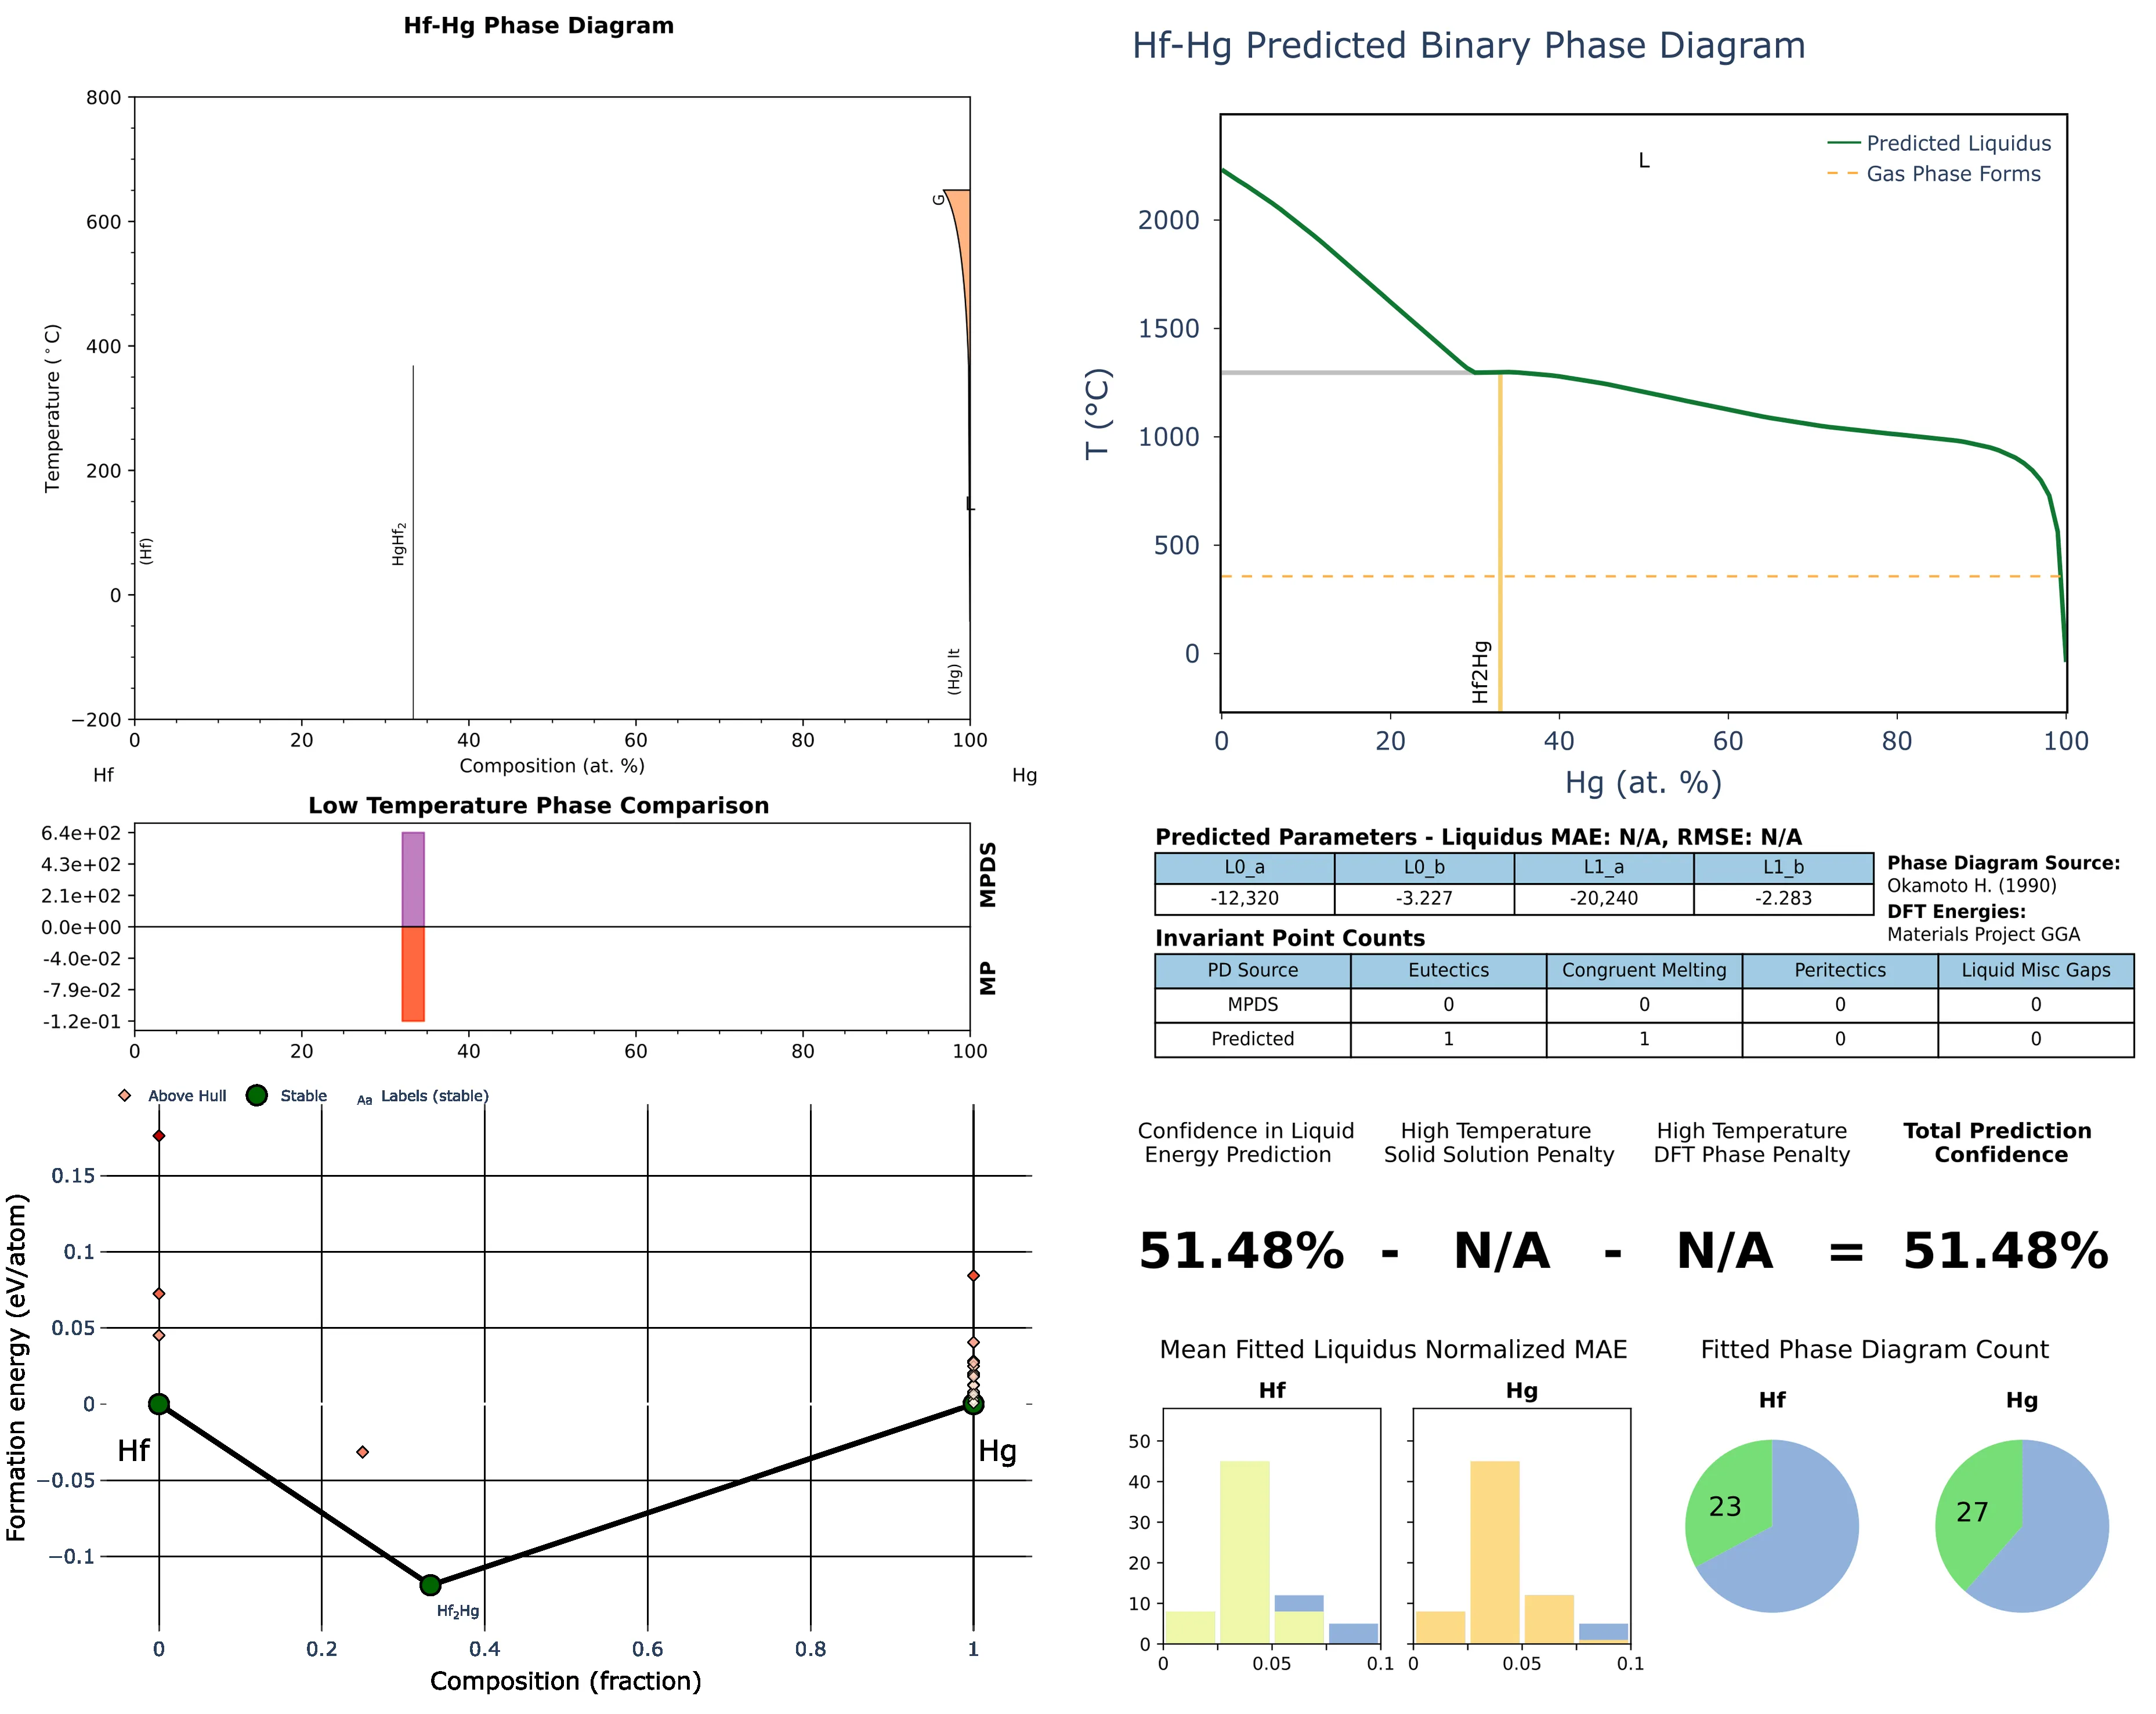 Hf-Hg Phase Diagram
800
600
400
200
0
−200
Temperature (°C)
(Hf)
HgHf2
G
L
(Hg) lt
0 20 40 60 80 100
Composition (at. %)
Hf Hg
Low Temperature Phase Comparison
6.4e+02
4.3e+02
2.1e+02
0.0e+00
-4.0e-02
-7.9e-02
-1.2e-01
MPDS
MP
0 20 40 60 80 100
Above Hull Stable Aa Labels (stable)
0.15
0.1
0.05
0
−0.05
−0.1
Formation energy (eV/atom)
Hf
Hg
Hf2Hg
0 0.2 0.4 0.6 0.8 1
Composition (fraction)
Hf-Hg Predicted Binary Phase Diagram
L
Predicted Liquidus
Gas Phase Forms
2000
1500
1000
500
0
T (°C)
Hf2Hg
0 20 40 60 80 100
Hg (at. %)
Predicted Parameters - Liquidus MAE: N/A, RMSE: N/A
L0_a L0_b L1_a L1_b
-12,320 -3.227 -20,240 -2.283
Phase Diagram Source:
Okamoto H. (1990)
DFT Energies:
Materials Project GGA
Invariant Point Counts
PD Source Eutectics Congruent Melting Peritectics Liquid Misc Gaps
MPDS 0 0 0 0
Predicted 1 1 0 0
Confidence in Liquid
Energy Prediction
High Temperature
Solid Solution Penalty
High Temperature
DFT Phase Penalty
Total Prediction
Confidence
51.48% - N/A - N/A = 51.48%
Mean Fitted Liquidus Normalized MAE
Hf Hg
50
40
30
20
10
0
0 0.05 0.1
0 0.05 0.1
Fitted Phase Diagram Count
Hf Hg
23 27